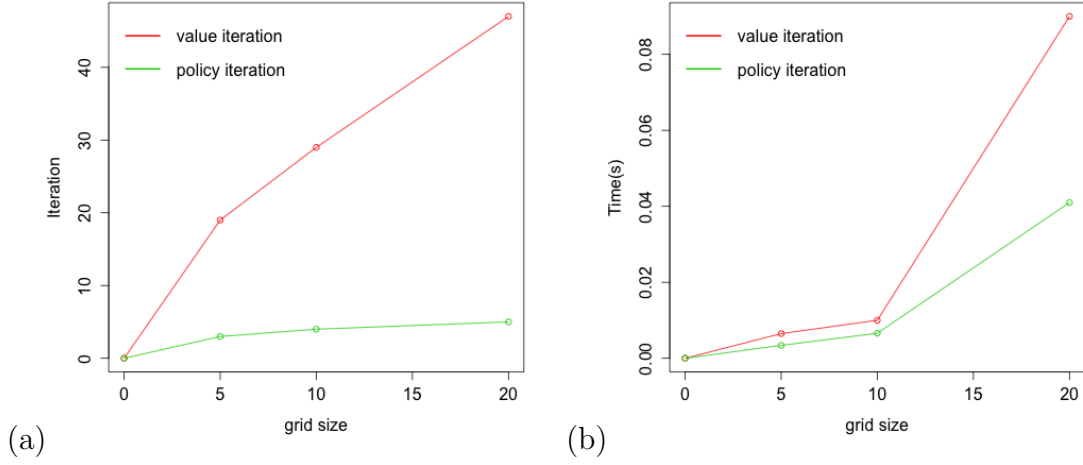 value iteration
policy iteration
Iteration
0 10 20 30 40
0 5 10 15 20
grid size
(a)
value iteration
policy iteration
Time(s)
0.00 0.02 0.04 0.06 0.08
0 5 10 15 20
grid size
(b)